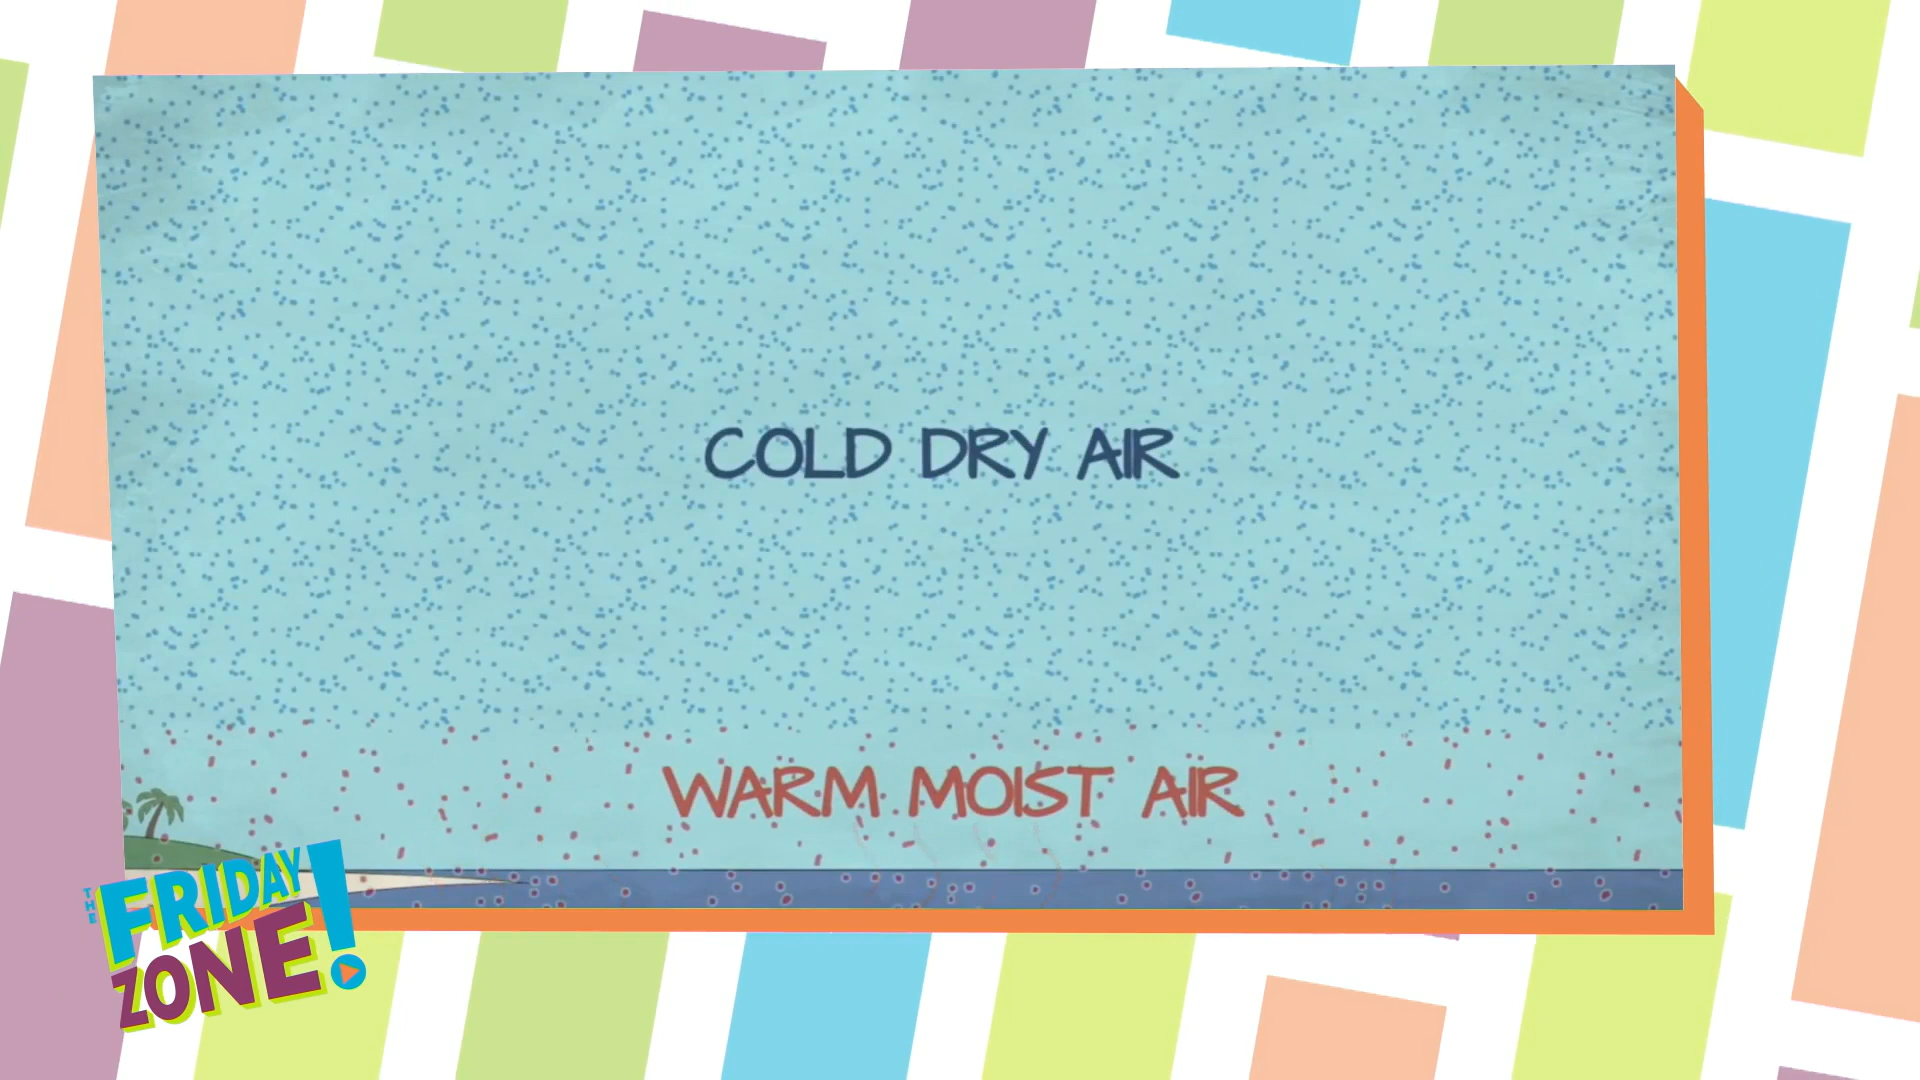 COLD DRY AIR
WARM MOIST AIR
THE
FRIDAY
ZONE!